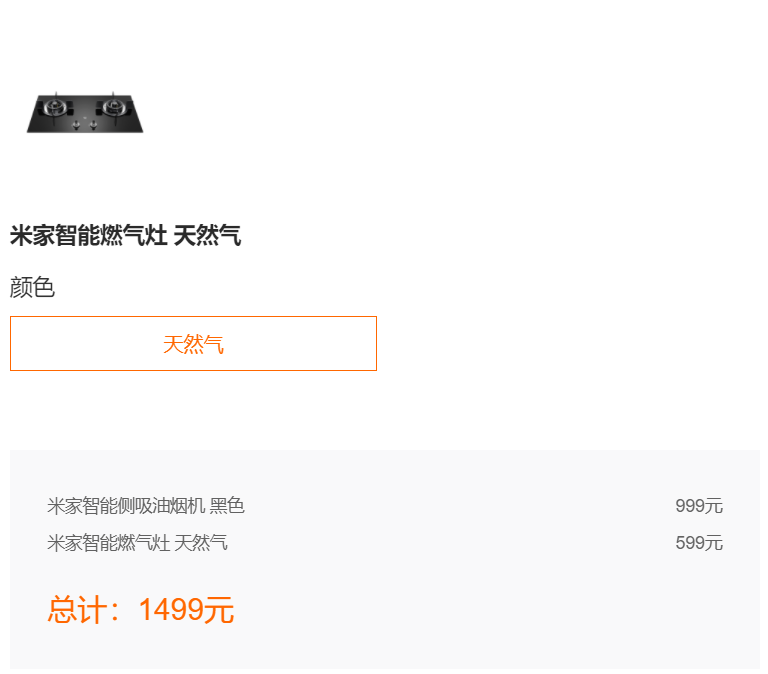 米家智能燃气灶 天然气
颜色
天然气
米家智能侧吸油烟机 黑色 999元
米家智能燃气灶 天然气 599元
总计：1499元